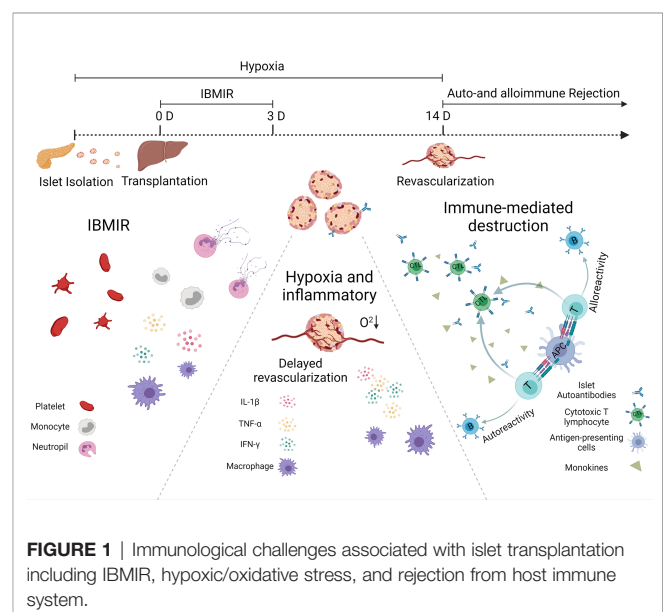 Hypoxia
IBMIR
Auto-and alloimmune Rejection
0 D
3 D
14 D
Islet Isolation
Transplantation
Revascularization
IBMIR
Immune-mediated
destruction
B
CTL
CTL
CTL
Alloreactivity
T
APC
T
B
Autoreactivity
Hypoxia and
inflammatory
O²↓
Delayed
revascularization
IL-1β
TNF-α
IFN-γ
Macrophage
Platelet
Monocyte
Neutropil
Islet
Autoantibodies
Cytotoxic T
lymphocyte
Antigen-presenting
cells
Monokines
FIGURE 1 | Immunological challenges associated with islet transplantation
including IBMIR, hypoxic/oxidative stress, and rejection from host immune
system.